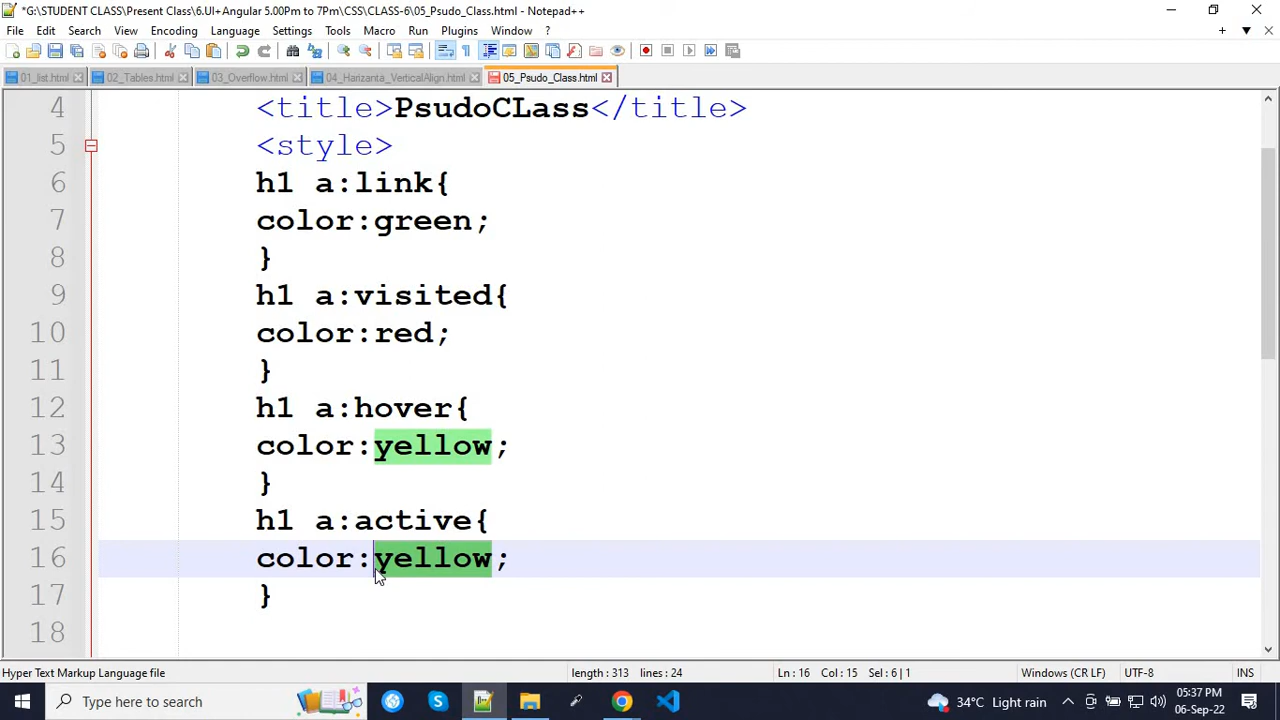 *G:\STUDENT CLASS\Present Class\6.UI+Angular 5.00Pm to 7Pm\CSS\CLASS-6\05_Psudo_Class.html - Notepad++
File Edit Search View Encoding Language Settings Tools Macro Run Plugins Window ?
01_list.html 02_Tables.html 03_Overflow.html 04_Harizanta_VerticalAlign.html 05_Psudo_Class.html
4 <title>PsudoCLass</title>
5 <style>
6 h1 a:link{
7 color:green;
8 }
9 h1 a:visited{
10 color:red;
11 }
12 h1 a:hover{
13 color:yellow;
14 }
15 h1 a:active{
16 color:yellow;
17 }
18
Hyper Text Markup Language file length : 313 lines : 24 Ln : 16 Col : 15 Sel : 6 | 1 Windows (CR LF) UTF-8 INS
Type here to search 34°C Light rain 05:37 PM
06-Sep-22